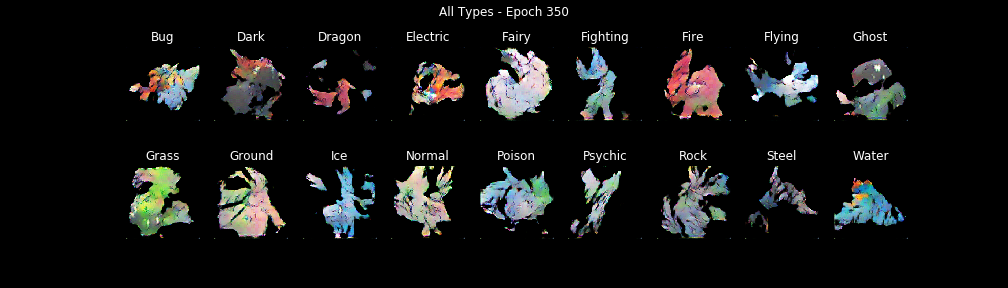 All Types - Epoch 350
Bug Dark Dragon Electric Fairy Fighting Fire Flying Ghost
Grass Ground Ice Normal Poison Psychic Rock Steel Water